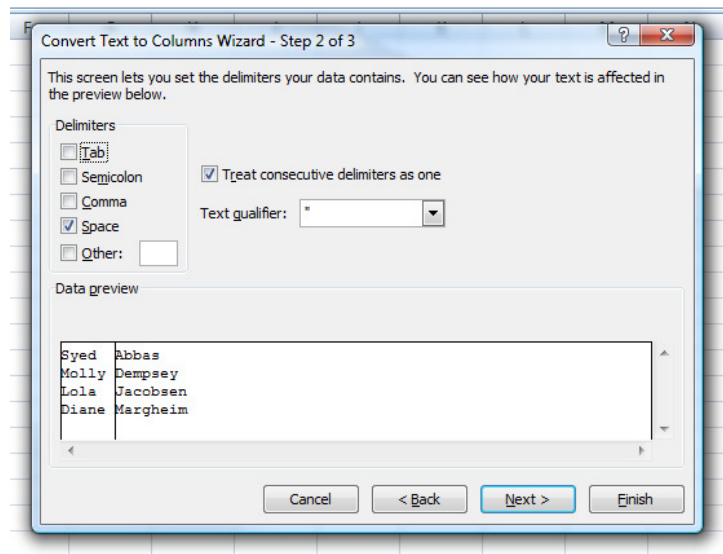 Convert Text to Columns Wizard - Step 2 of 3
This screen lets you set the delimiters your data contains. You can see how your text is affected in
the preview below.
Delimiters
Tab
Semicolon
Comma
Space
Other:
Treat consecutive delimiters as one
Text qualifier: "
Data preview
Syed Abbas
Molly Dempsey
Lola Jacobsen
Diane Margheim
Cancel < Back Next > Finish